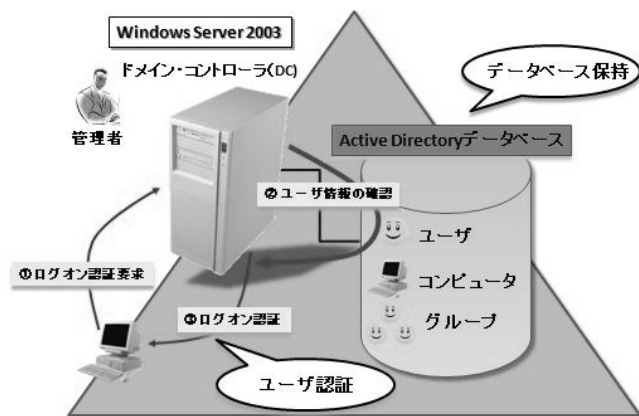 Windows Server 2003
ドメイン・コントローラ(DC)
管理者
データベース保持
Active Directoryデータベース
②ユーザ情報の確認
ユーザ
①ログオン認証要求
コンピュータ
③ログオン認証
グループ
ユーザ認証